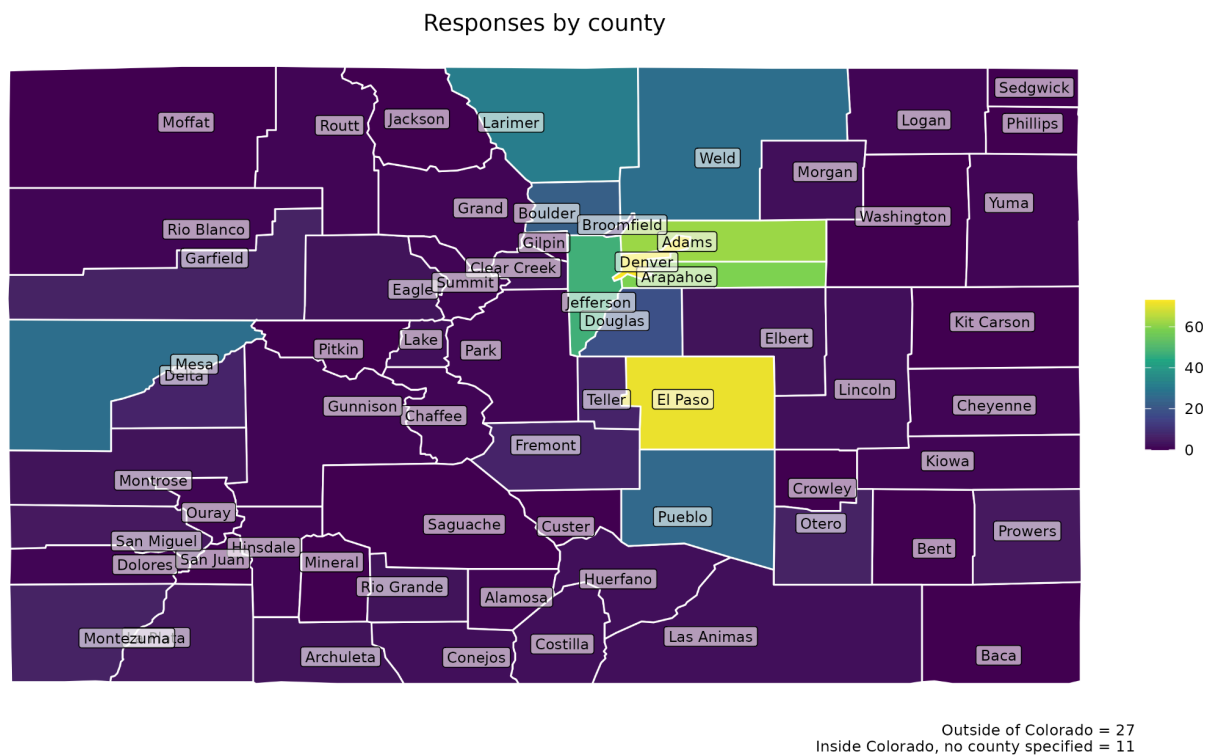 Responses by county
Sedgwick
Moffat
Routt
Jackson
Larimer
Logan
Phillips
Weld
Morgan
Grand
Boulder
Yuma
Washington
Rio Blanco
Broomfield
Gilpin
Adams
Garfield
Clear Creek
Denver
Eagle
Summit
Arapahoe
Jefferson
Douglas
Kit Carson
60
Pitkin
Lake
Park
Elbert
Mesa
Delta
40
Lincoln
Gunnison
Chaffee
Teller
El Paso
Cheyenne
20
Fremont
0
Kiowa
Montrose
Crowley
Ouray
Saguache
Custer
Pueblo
Otero
Prowers
San Miguel
Hinsdale
Bent
Dolores
San Juan
Mineral
Rio Grande
Huerfano
Alamosa
Montezuma
Costilla
Las Animas
Archuleta
Conejos
Baca
Outside of Colorado = 27
Inside Colorado, no county specified = 11